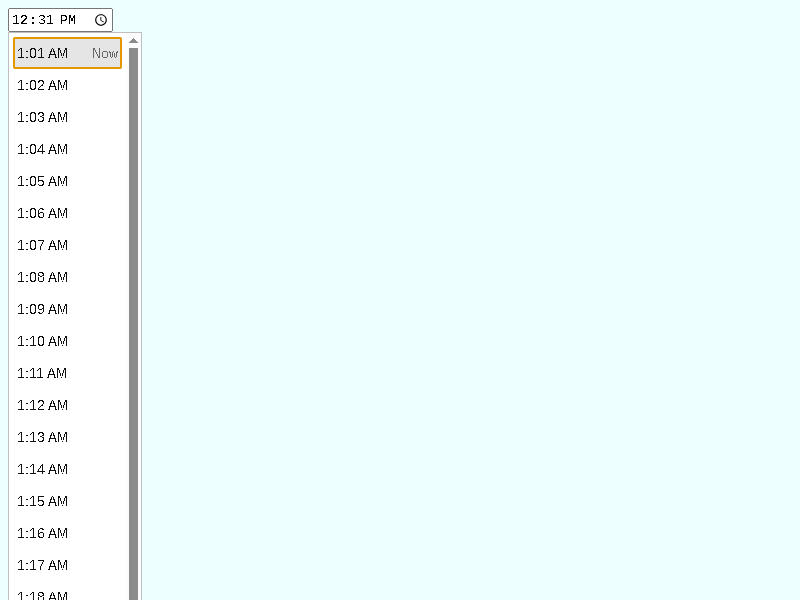 12:31 PM
1:01 AM Now
1:02 AM
1:03 AM
1:04 AM
1:05 AM
1:06 AM
1:07 AM
1:08 AM
1:09 AM
1:10 AM
1:11 AM
1:12 AM
1:13 AM
1:14 AM
1:15 AM
1:16 AM
1:17 AM
1:18 AM